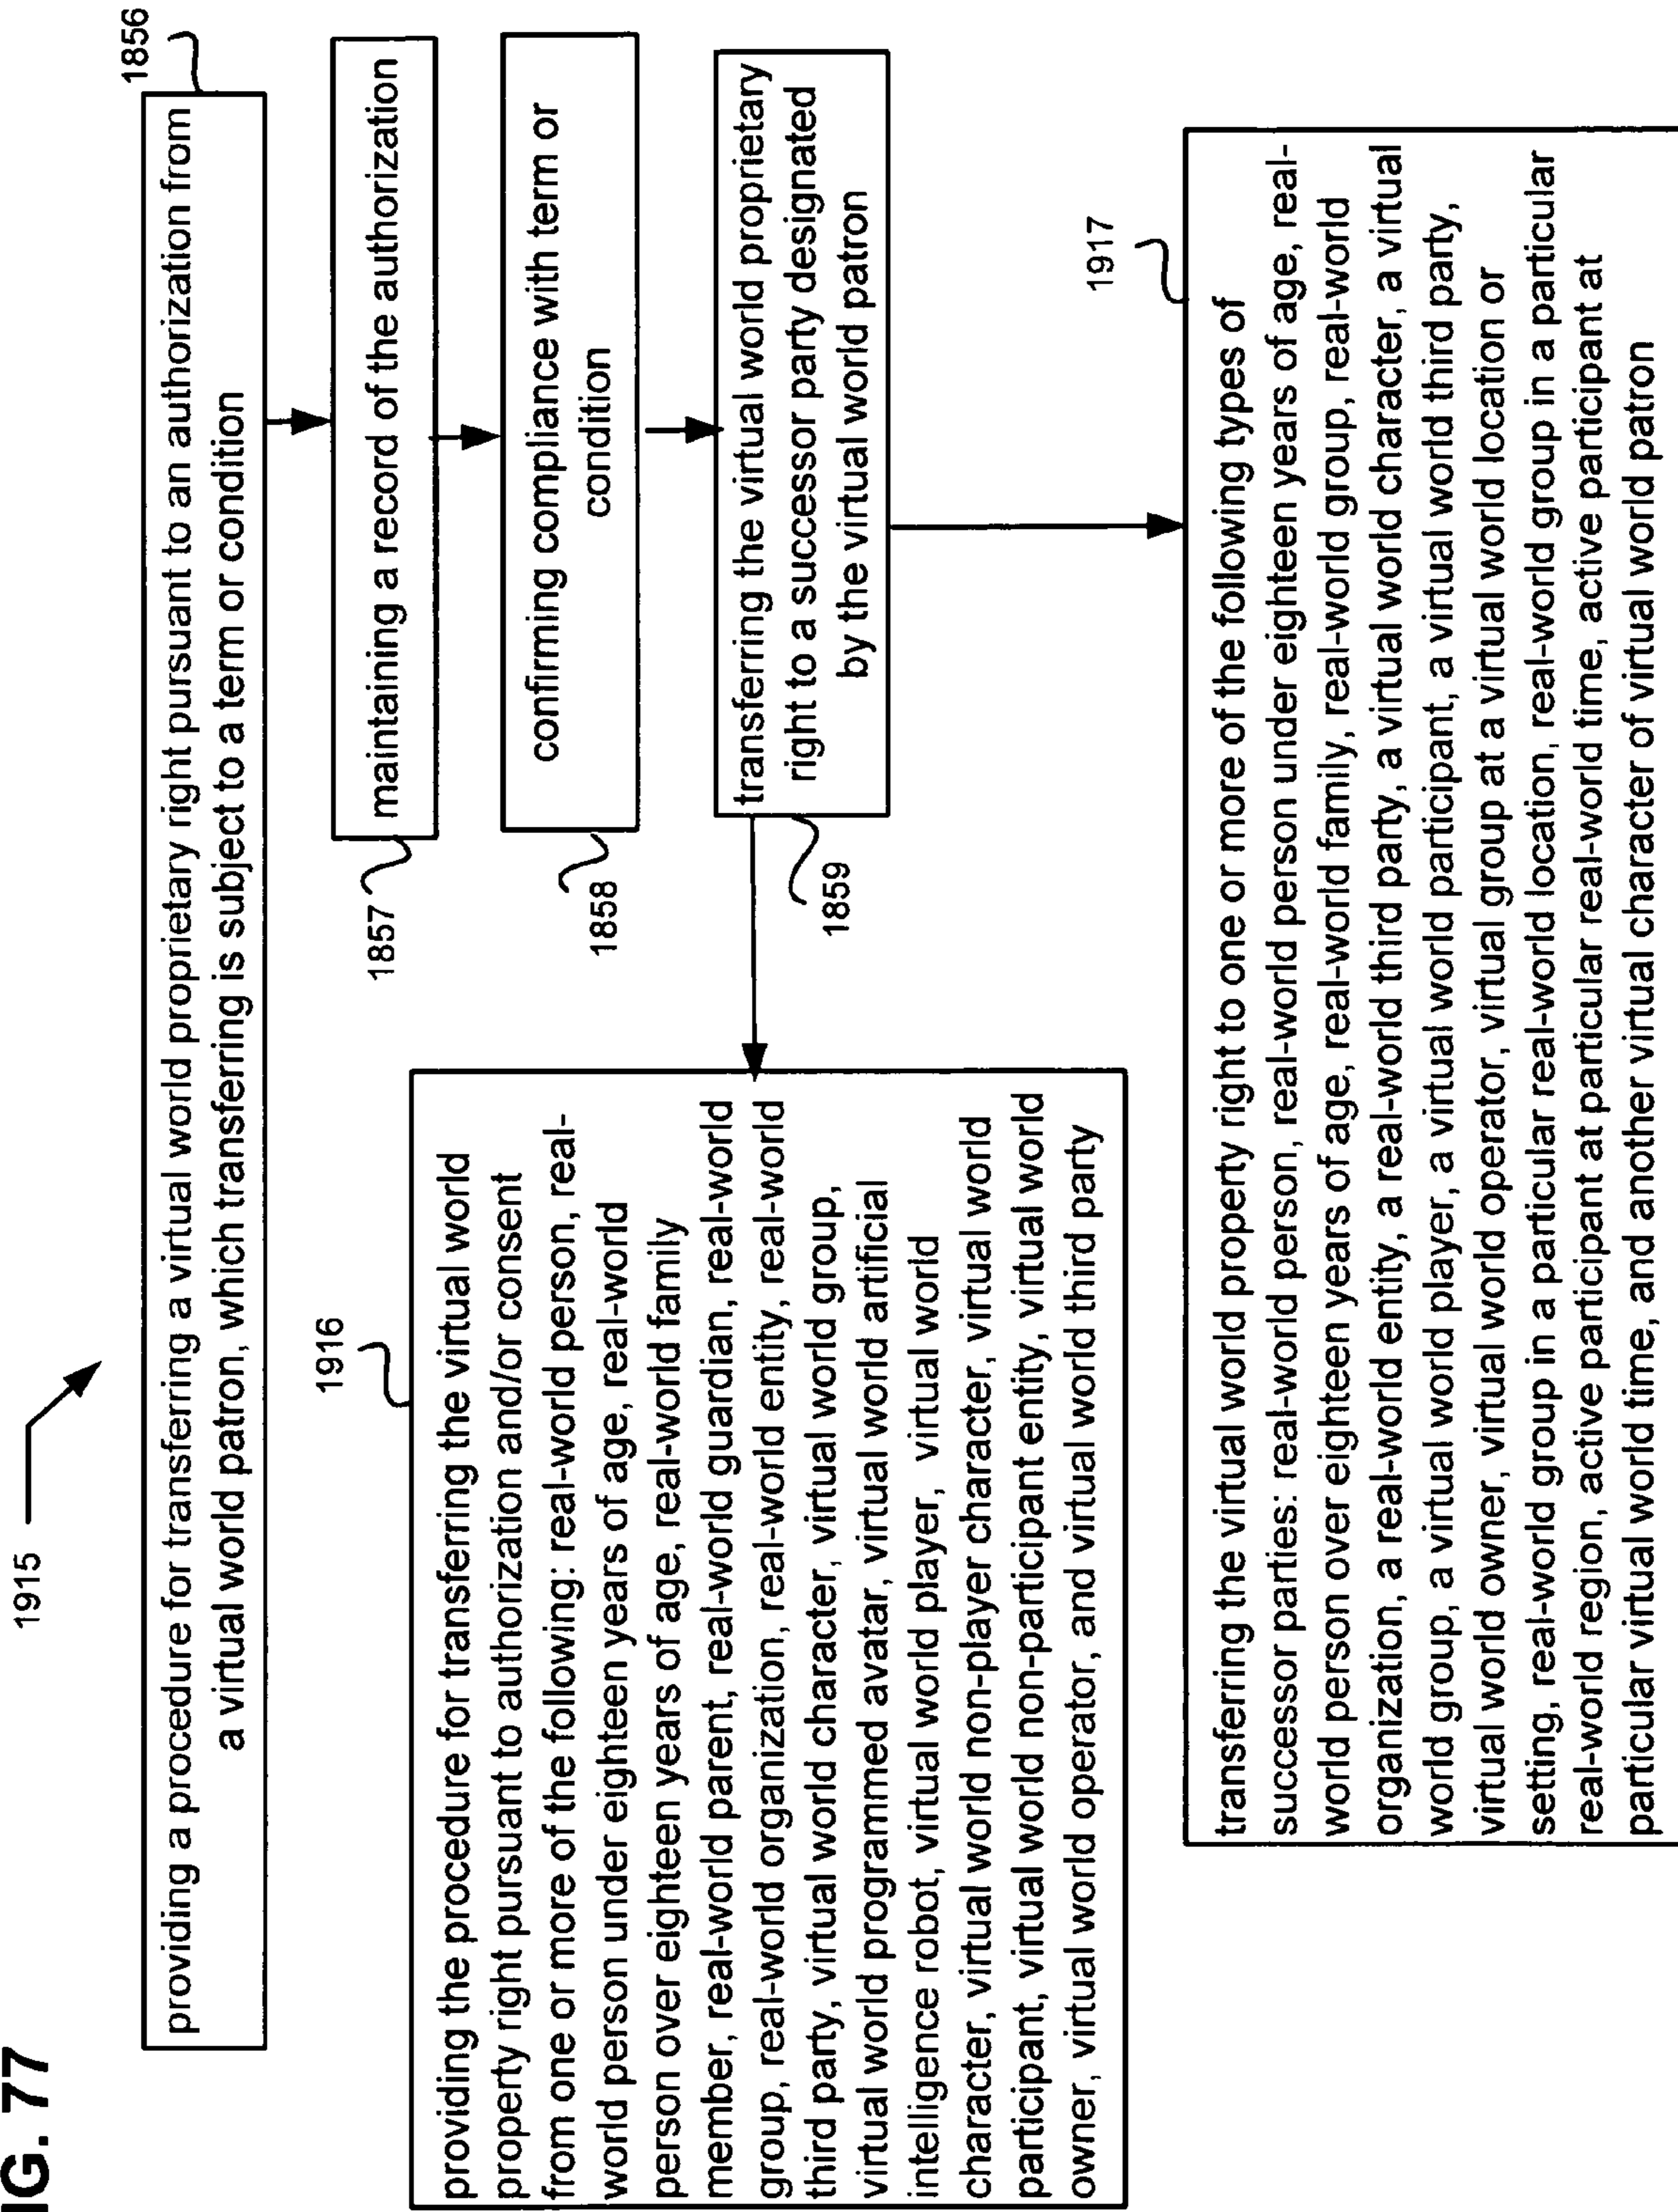 IG. 77
1915
1856
providing a procedure for transferring a virtual world proprietary right pursuant to an authorization from
a virtual world patron, which transferring is subject to a term or condition
maintaining a record of the authorization
1857
confirming compliance with term or
condition
1858
transferring the virtual world proprietary
right to a successor party designated
by the virtual world patron
1859
1916
providing the procedure for transferring the virtual world
property right pursuant to authorization and/or consent
from one or more of the following: real-world person, real-
world person under eighteen years of age, real-world
person over eighteen years of age, real-world family
member, real-world parent, real-world guardian, real-world
group, real-world organization, real-world entity, real-world
third party, virtual world character, virtual world group,
virtual world programmed avatar, virtual world artificial
intelligence robot, virtual world player, virtual world
character, virtual world non-player character, virtual world
participant, virtual world non-participant entity, virtual world
owner, virtual world operator, and virtual world third party
1917
transferring the virtual world property right to one or more of the following types of
successor parties: real-world person, real-world person under eighteen years of age, real-
world person over eighteen years of age, real-world family, real-world group, real-world
organization, a real-world entity, a real-world third party, a virtual world character, a virtual
world group, a virtual world player, a virtual world participant, a virtual world third party,
virtual world owner, virtual world operator, virtual group at a virtual world location or
setting, real-world group in a particular real-world location, real-world group in a particular
real-world region, active participant at particular real-world time, active participant at
particular virtual world time, and another virtual character of virtual world patron